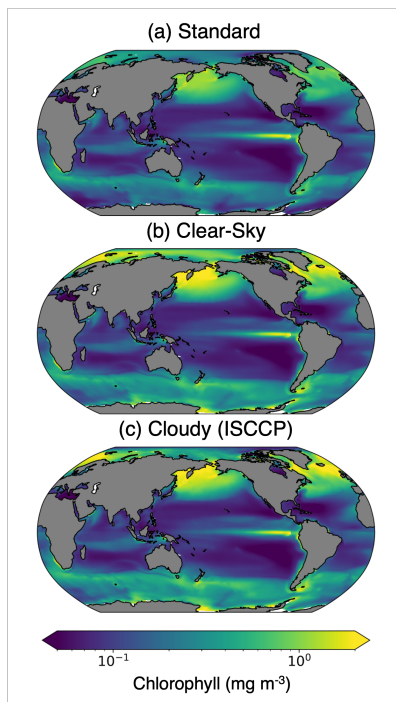 (a) Standard
(b) Clear-Sky
(c) Cloudy (ISCCP)
10⁻¹ 10⁰
Chlorophyll (mg m⁻³)